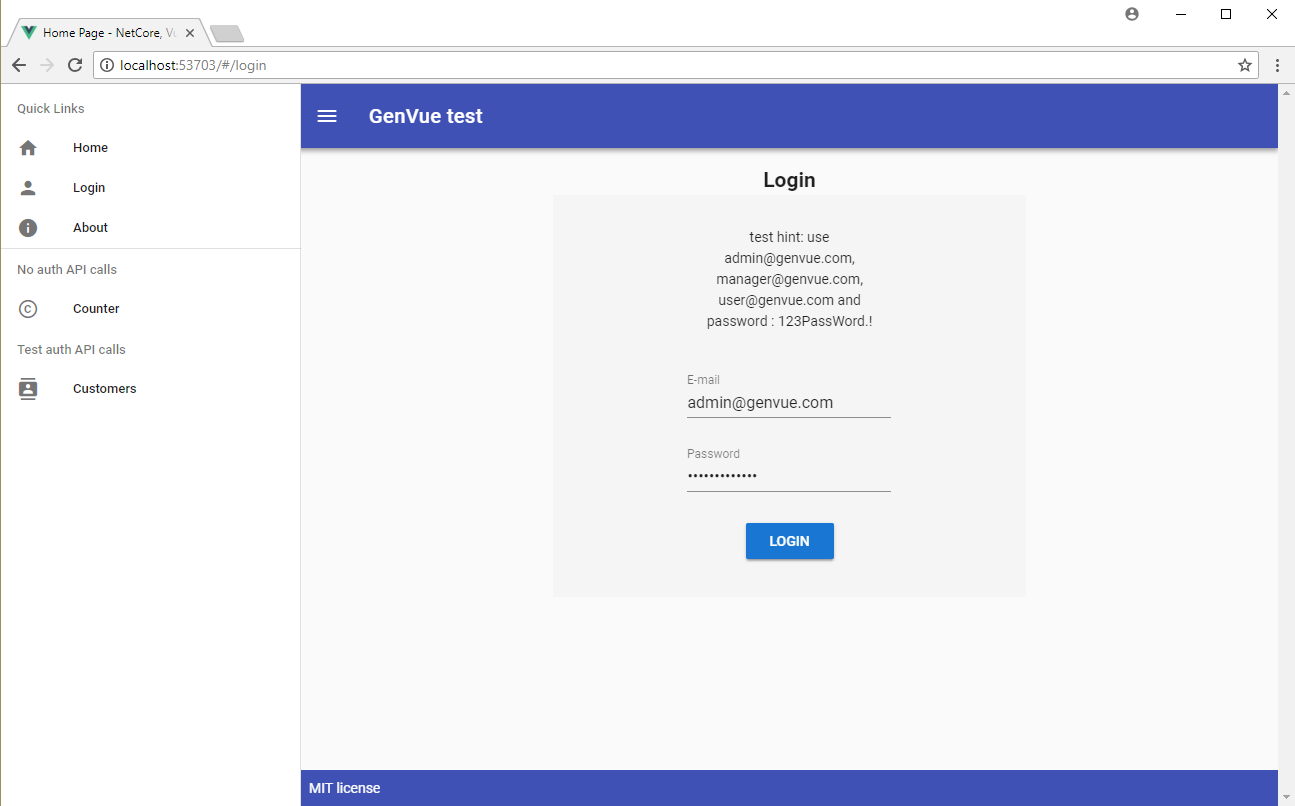 Home Page - NetCore, Vu
localhost:53703/#/login
Quick Links
Home
Login
About
No auth API calls
Counter
Test auth API calls
Customers
GenVue test
Login
test hint: use
admin@genvue.com,
manager@genvue.com,
user@genvue.com and
password : 123PassWord.!
E-mail
admin@genvue.com
Password
•••••••••••••
LOGIN
MIT license